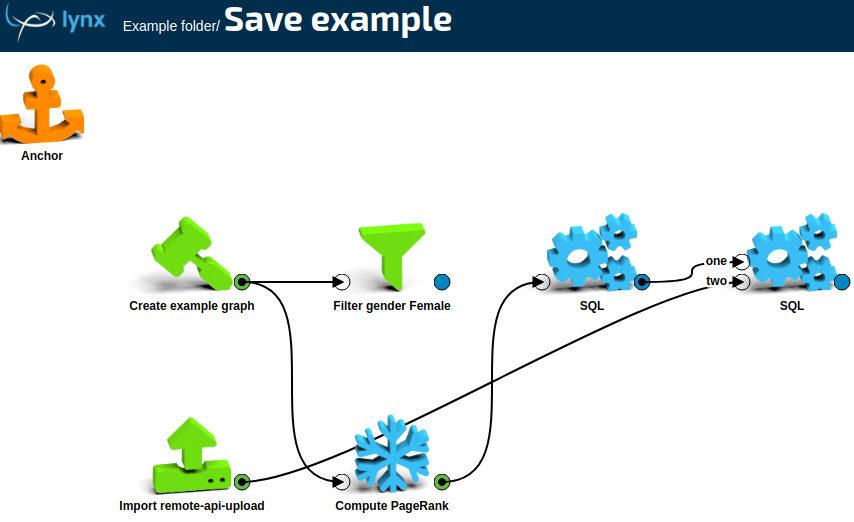 lynx
Example folder/ Save example
Anchor
one
two
Create example graph
Filter gender Female
SQL
SQL
Import remote-api-upload
Compute PageRank